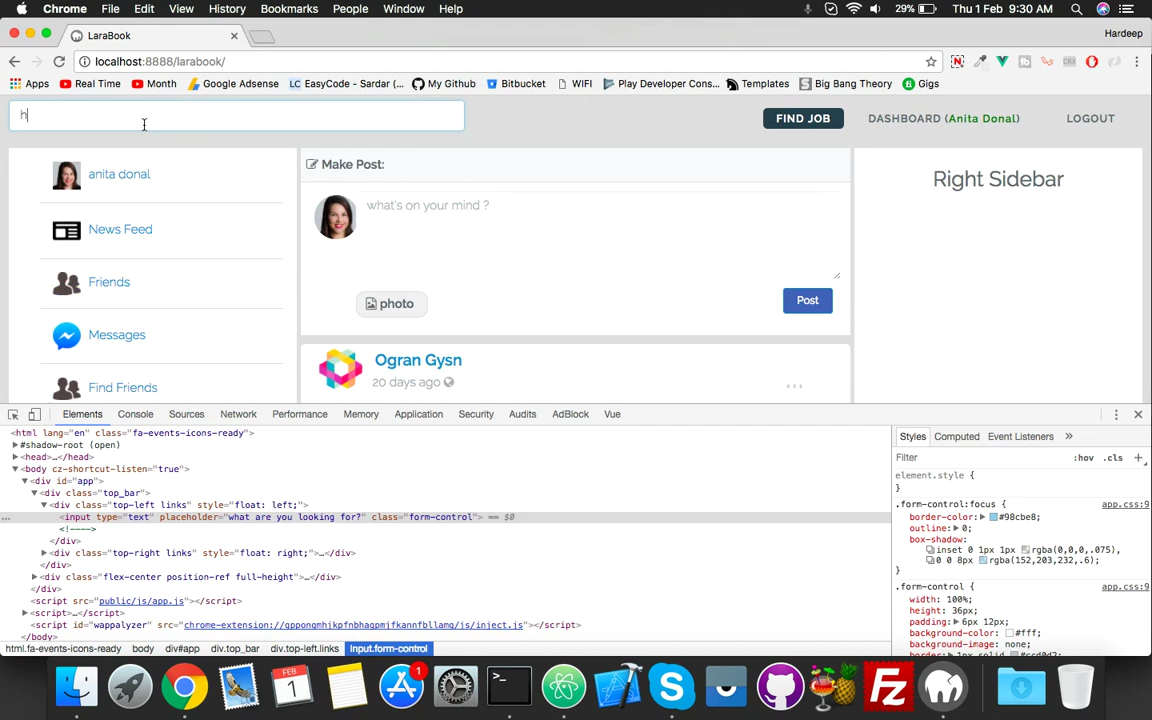 Chrome File Edit View History Bookmarks People Window Help 29% Thu 1 Feb 9:30 AM
LaraBook Hardeep
localhost:8888/larabook/
Apps Real Time Month Google Adsense EasyCode - Sardar (... My Github Bitbucket WIFI Play Developer Cons... Templates Big Bang Theory Gigs
h FIND JOB DASHBOARD (Anita Donal) LOGOUT
Make Post:
anita donal
Right Sidebar
what's on your mind ?
News Feed
Friends
photo Post
Messages
Ogran Gysn
20 days ago ...
Find Friends
Elements Console Sources Network Performance Memory Application Security Audits AdBlock Vue
<html lang="en" class="fa-events-icons-ready">
#shadow-root (open)
<head>…</head>
<body cz-shortcut-listen="true">
<div id="app">
<div class="top_bar">
<div class="top-left links" style="float: left;">
<input type="text" placeholder="what are you looking for?" class="form-control"> == $0
<!---->
</div>
<div class="top-right links" style="float: right;">…</div>
</div>
<div class="flex-center position-ref full-height">…</div>
</div>
<script src="public/js/app.js"></script>
<script>…</script>
<script id="wappalyzer" src="chrome-extension://gppongmhjkpfnbhagpmjfkannfbllamg/js/inject.js"></script>
</body>
html.fa-events-icons-ready body div#app div.top_bar div.top-left.links input.form-control
Styles Computed Event Listeners »
Filter :hov .cls +
element.style {
}
.form-control:focus { app.css:9
border-color: #98cbe8;
outline: 0;
box-shadow:
inset 0 1px 1px rgba(0,0,0,.075),
0 0 8px rgba(152,203,232,.6);
}
.form-control { app.css:9
width: 100%;
height: 36px;
padding: 6px 12px;
background-color: #fff;
background-image: none;
border: 1px solid #ccd0d2;
FEB
1
1